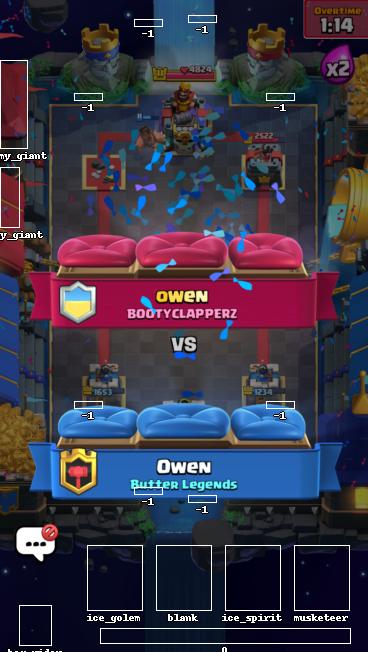 OVERTIME
1:14
-1
-1
4824
x2
-1
-1
my_giant
2522
y_giant
OWEN
BOOTYCLAPPERZ
VS
1653
1234
-1
-1
Owen
Butter Legends
-1
-1
ice_golem
blank
ice_spirit
musketeer
0